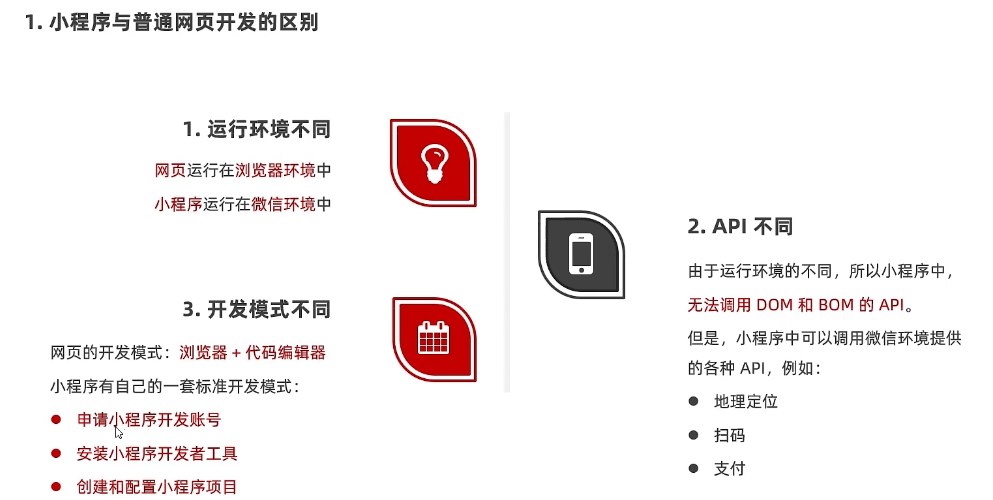 1. 小程序与普通网页开发的区别
1. 运行环境不同
网页运行在浏览器环境中
小程序运行在微信环境中
2. API 不同
由于运行环境的不同，所以小程序中，
无法调用 DOM 和 BOM 的 API。
但是，小程序中可以调用微信环境提供
的各种 API，例如：
● 地理定位
● 扫码
● 支付
3. 开发模式不同
网页的开发模式：浏览器 + 代码编辑器
小程序有自己的一套标准开发模式：
● 申请小程序开发账号
● 安装小程序开发者工具
● 创建和配置小程序项目